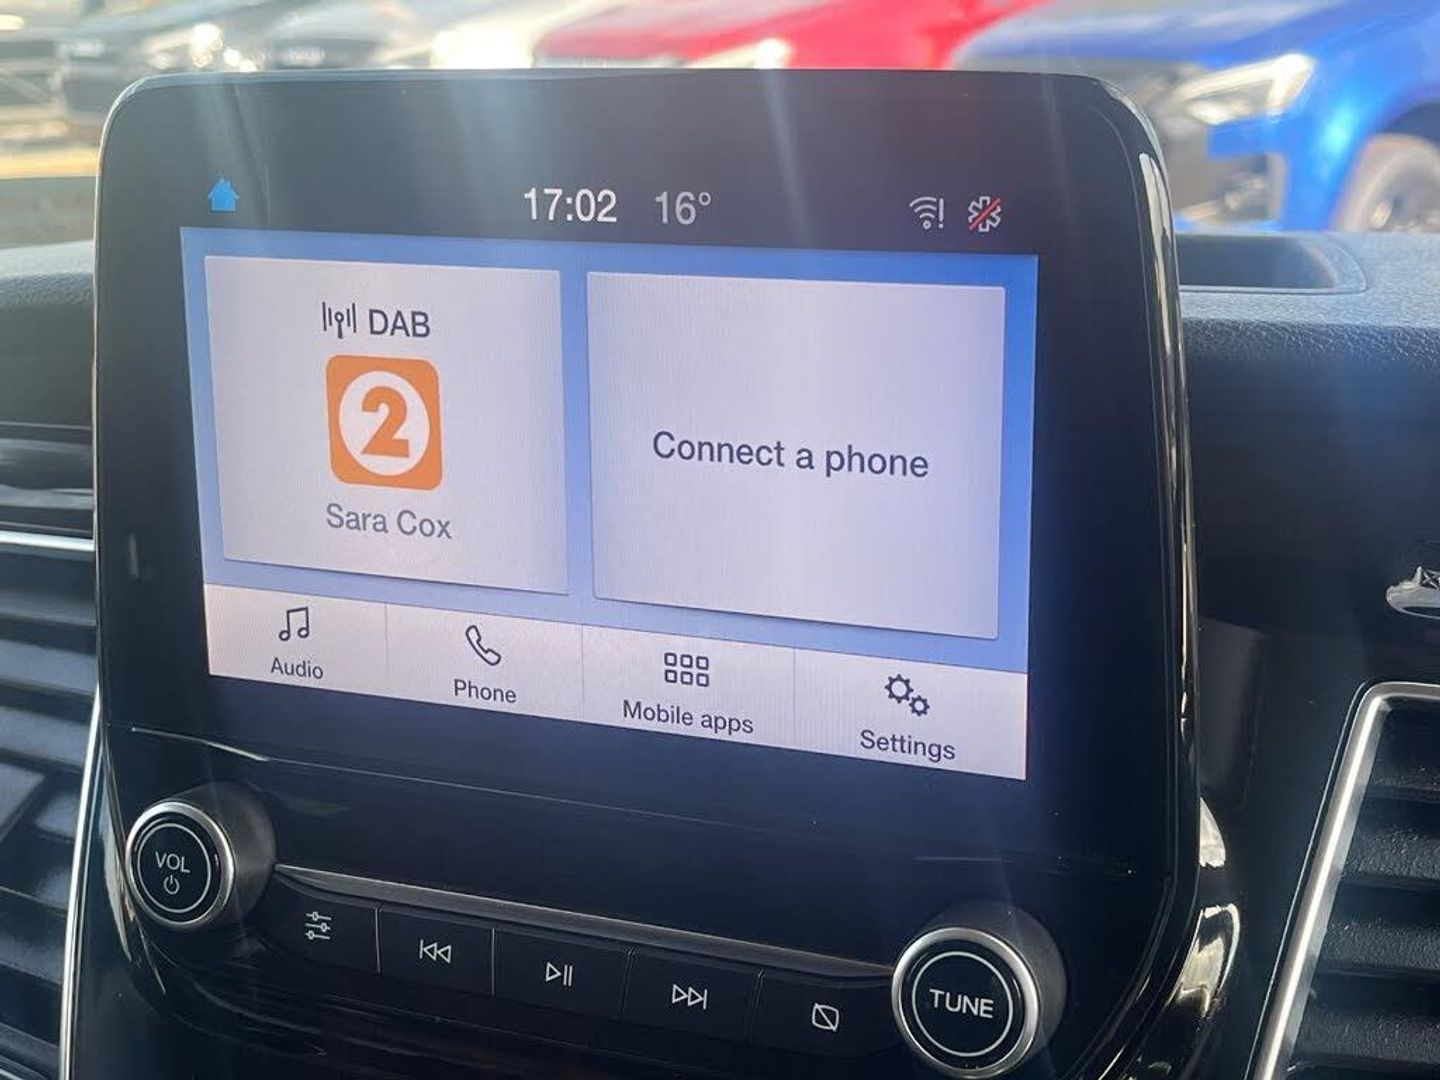 17:02 16°
DAB
2
Sara Cox
Connect a phone
Audio
Phone
Mobile apps
Settings
VOL
TUNE